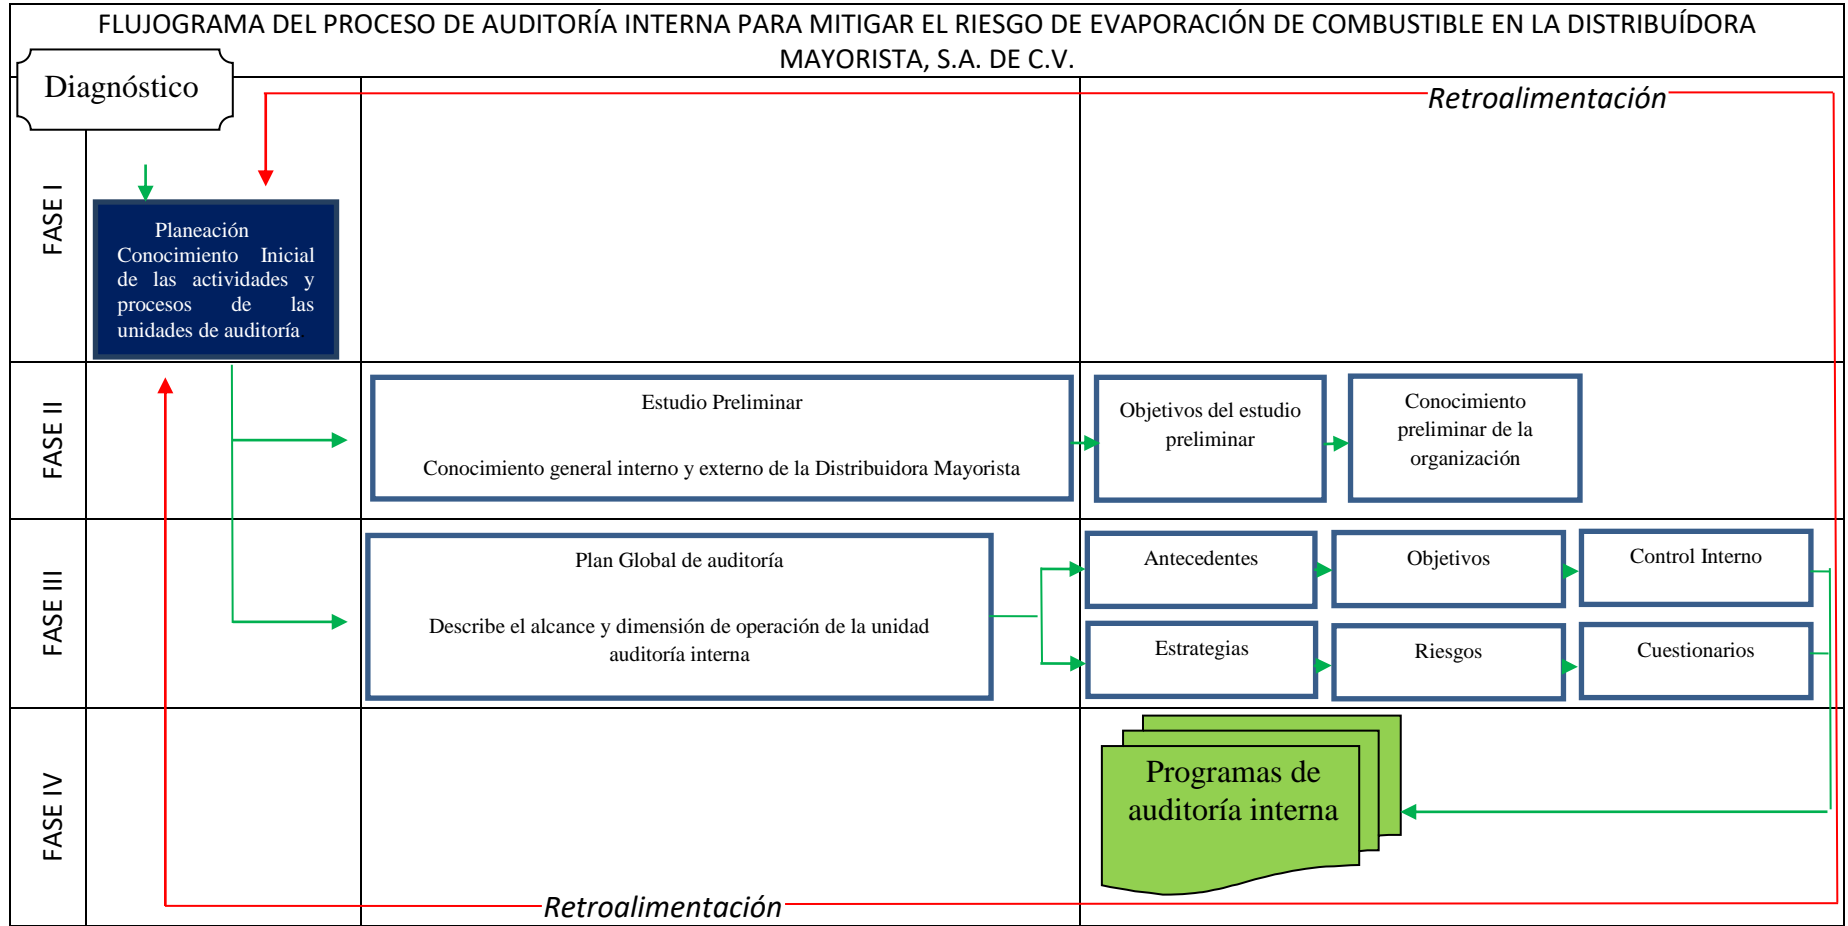 FLUJOGRAMA DEL PROCESO DE AUDITORÍA INTERNA PARA MITIGAR EL RIESGO DE EVAPORACIÓN DE COMBUSTIBLE EN LA DISTRIBUÍDORA
MAYORISTA, S.A. DE C.V.
Diagnóstico
Retroalimentación
FASE I
Planeación
Conocimiento Inicial
de las actividades y
procesos de las
unidades de auditoría
FASE II
Estudio Preliminar
Conocimiento general interno y externo de la Distribuidora Mayorista
Objetivos del estudio
preliminar
Conocimiento
preliminar de la
organización
FASE III
Plan Global de auditoría
Describe el alcance y dimensión de operación de la unidad
auditoría interna
Antecedentes
Objetivos
Control Interno
Estrategias
Riesgos
Cuestionarios
FASE IV
Programas de
auditoría interna
Retroalimentación